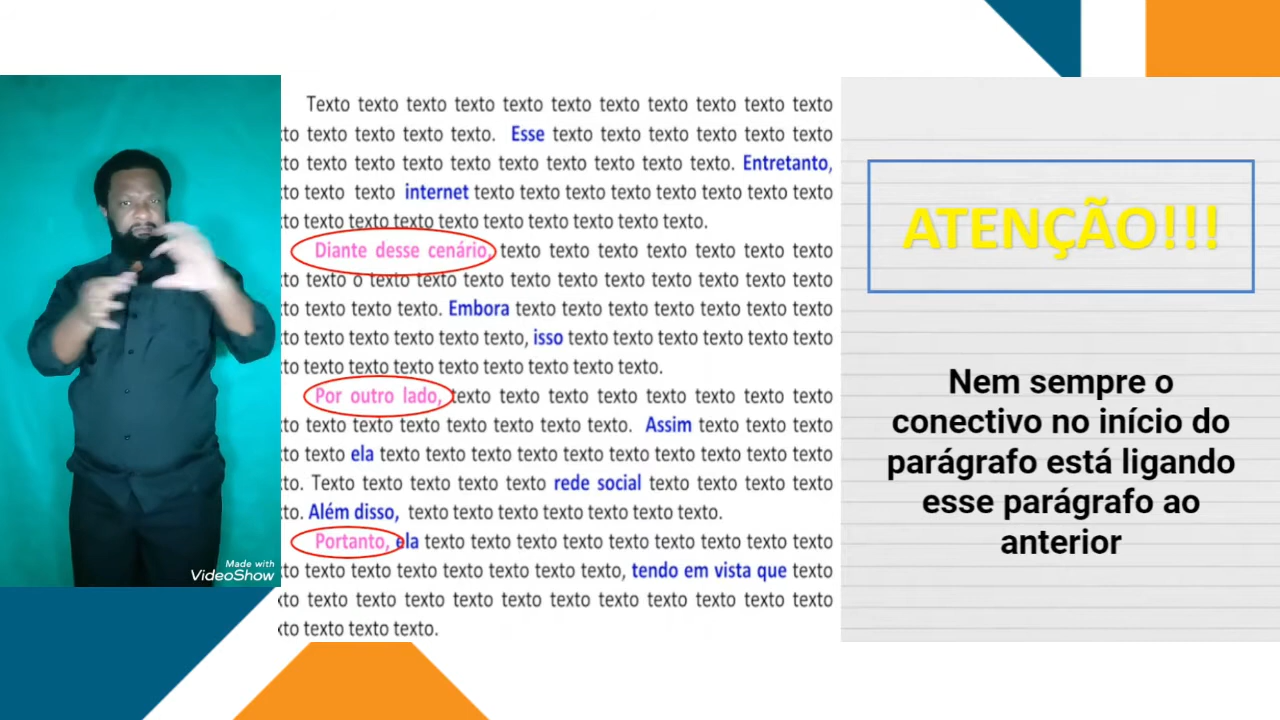 Texto texto texto texto texto texto texto texto texto texto texto
to texto texto texto texto. Esse texto texto texto texto texto texto
to texto texto texto texto texto texto texto texto texto. Entretanto,
to texto texto internet texto texto texto texto texto texto texto texto
to texto texto texto texto texto texto texto texto texto.
Diante desse cenário, texto texto texto texto texto texto texto
to texto o texto texto texto texto texto texto texto texto texto texto
to texto texto texto. Embora texto texto texto texto texto texto texto
to texto texto texto texto texto, isso texto texto texto texto texto texto
to texto texto texto texto texto texto texto texto.
Por outro lado, texto texto texto texto texto texto texto texto
to texto texto texto texto texto texto texto. Assim texto texto texto
to texto ela texto texto texto texto texto texto texto texto texto texto
to. Texto texto texto texto texto rede social texto texto texto texto
to. Além disso, texto texto texto texto texto texto texto.
Portanto, ela texto texto texto texto texto texto texto texto texto
to texto texto texto texto texto texto texto, tendo em vista que texto
to texto texto texto texto texto texto texto texto texto texto texto
to texto texto texto.
ATENÇÃO!!!
Nem sempre o
conectivo no início do
parágrafo está ligando
esse parágrafo ao
anterior
Made with
VideoShow